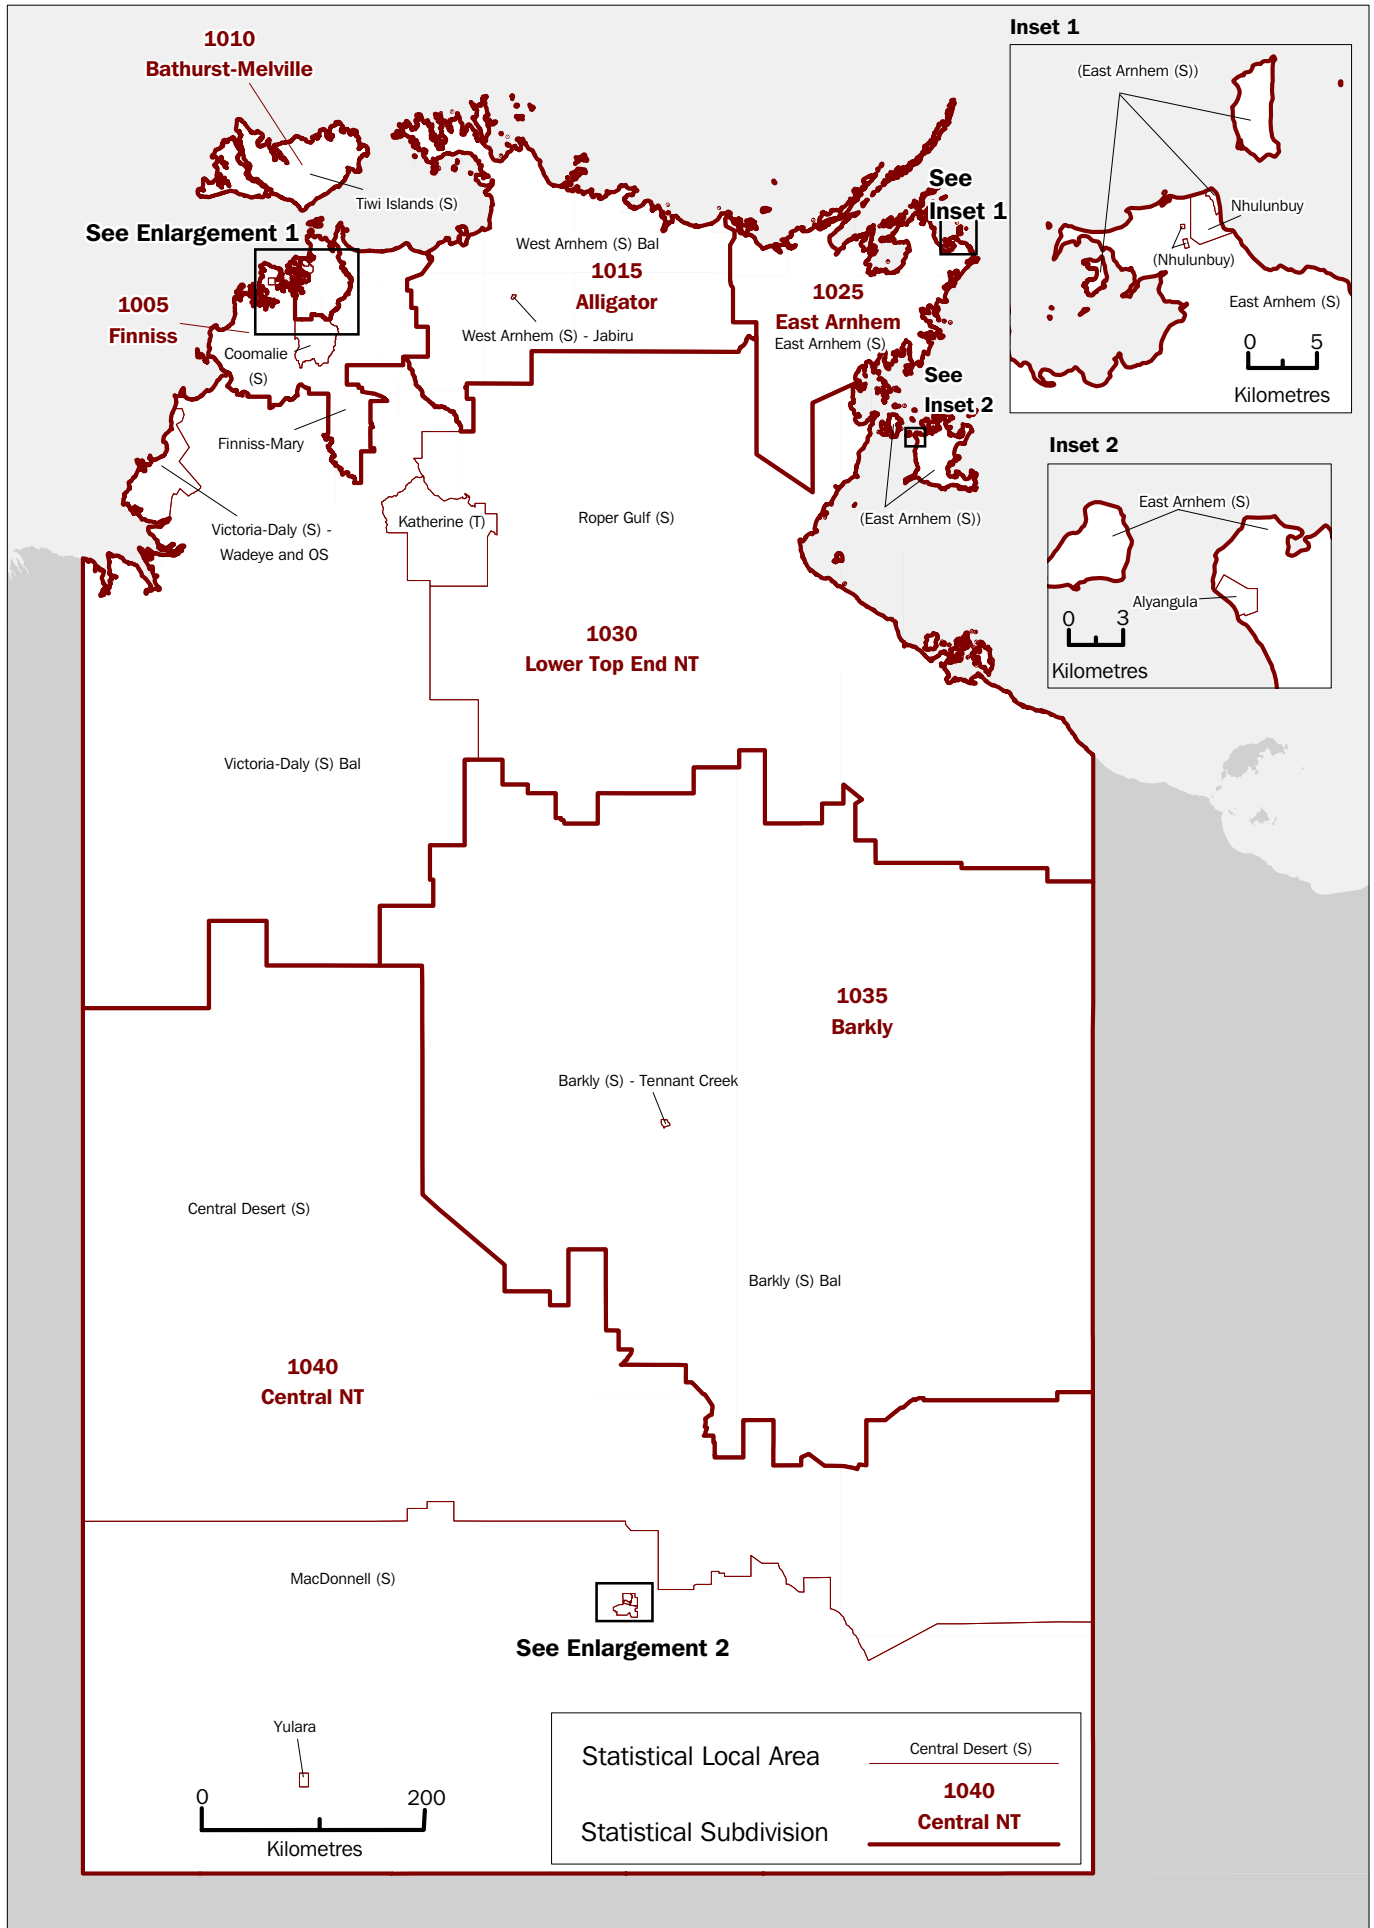 Inset 1
1010
Bathurst-Melville
(East Arnhem (S))
See
Inset 1
Tiwi Islands (S)
Nhulunbuy
See Enlargement 1
West Arnhem (S) Bal
(Nhulunbuy)
1015
Alligator
1025
East Arnhem
East Arnhem (S)
East Arnhem (S)
1005
Finniss
West Arnhem (S) - Jabiru
0 5
Kilometres
Coomalie
(S)
See
Inset 2
Finniss-Mary
Inset 2
East Arnhem (S)
Victoria-Daly (S) -
Wadeye and OS
Katherine (T)
Roper Gulf (S)
(East Arnhem (S))
Alyangula
0 3
Kilometres
1030
Lower Top End NT
Victoria-Daly (S) Bal
1035
Barkly
Barkly (S) - Tennant Creek
Central Desert (S)
Barkly (S) Bal
1040
Central NT
MacDonnell (S)
See Enlargement 2
Yulara
0 200
Kilometres
Statistical Local Area
Central Desert (S)
1040
Central NT
Statistical Subdivision